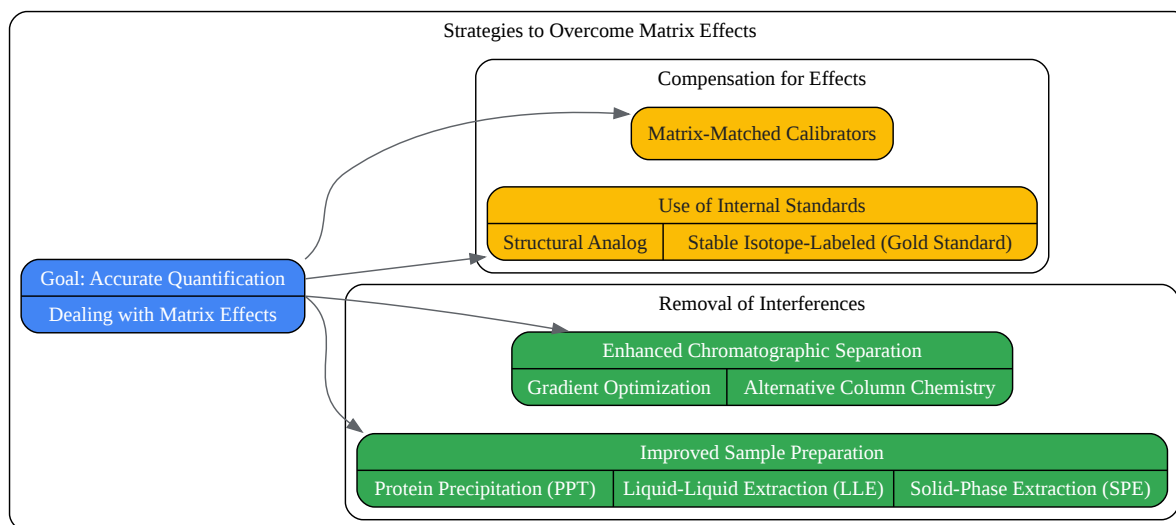 Strategies to Overcome Matrix Effects
Compensation for Effects
Matrix-Matched Calibrators
Use of Internal Standards
Structural Analog
Stable Isotope-Labeled (Gold Standard)
Goal: Accurate Quantification
Dealing with Matrix Effects
Removal of Interferences
Enhanced Chromatographic Separation
Gradient Optimization
Alternative Column Chemistry
Improved Sample Preparation
Protein Precipitation (PPT)
Liquid-Liquid Extraction (LLE)
Solid-Phase Extraction (SPE)